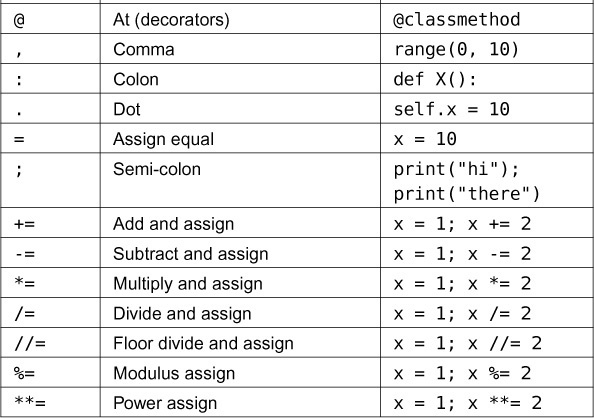 @ At (decorators) @classmethod
, Comma range(0, 10)
: Colon def X():
. Dot self.x = 10
= Assign equal x = 10
; Semi-colon print("hi");
print("there")
+= Add and assign x = 1; x += 2
-= Subtract and assign x = 1; x -= 2
*= Multiply and assign x = 1; x *= 2
/= Divide and assign x = 1; x /= 2
//= Floor divide and assign x = 1; x //= 2
%= Modulus assign x = 1; x %= 2
**= Power assign x = 1; x **= 2